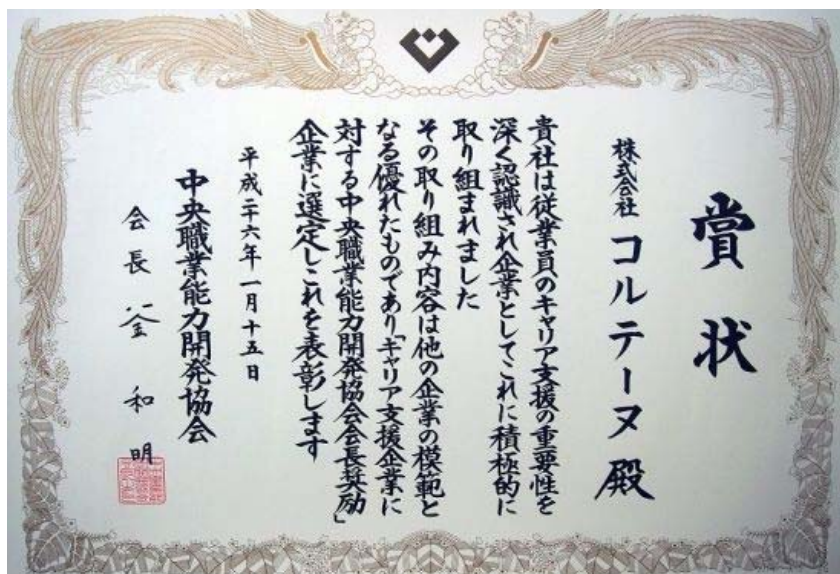 賞状
株式会社 コルテーヌ 殿
貴社は従業員のキャリア支援の重要性を
深く認識され企業としてこれに積極的に
取り組まれました
その取り組み内容は他の企業の模範と
なる優れたものであり「キャリア支援企業に
対する中央職業能力開発協会会長奨励」
企業に選定しこれを表彰します
平成二十六年一月十五日
中央職業能力開発協会
会長 釜 和明